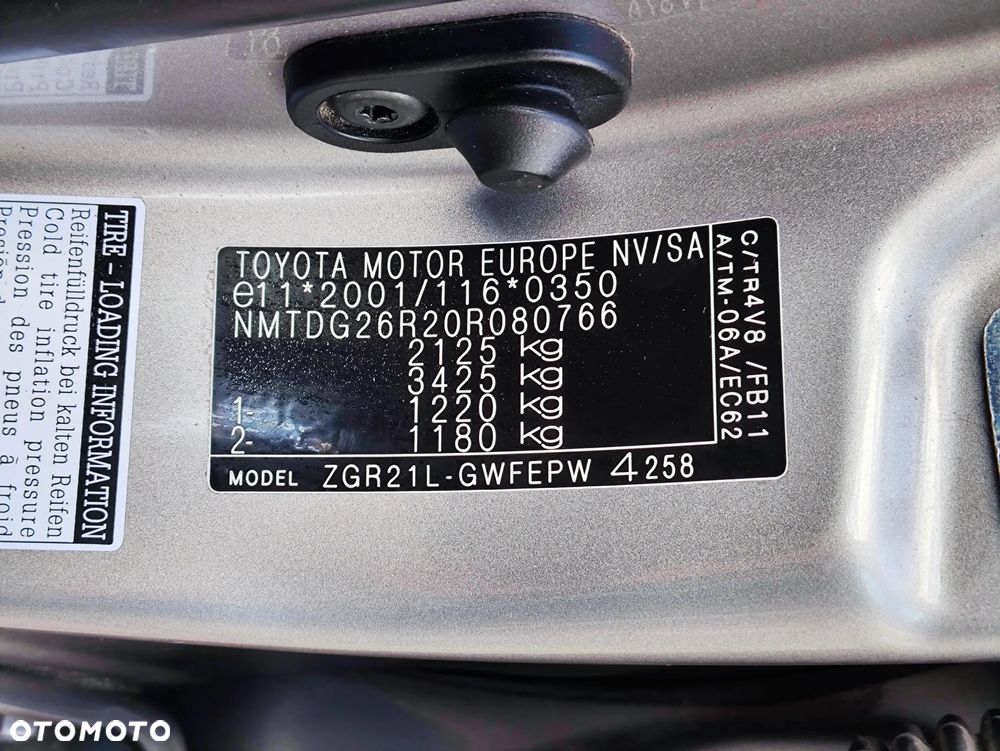 TOYOTA MOTOR EUROPE NV/SA
e11*2001/116*0350
NMTDG26R20R080766
2125 kg
3425 kg
1- 1220 kg
2- 1180 kg
MODEL ZGR21L-GWFEPW 4258
C/TR4V8 /FB11
A/TM-06A/EC62
TIRE - LOADING INFORMATION
Reifenfülldruck bei kalten Reifen
Cold tire inflation pressure
Pression des pneus à froid
OTOMOTO